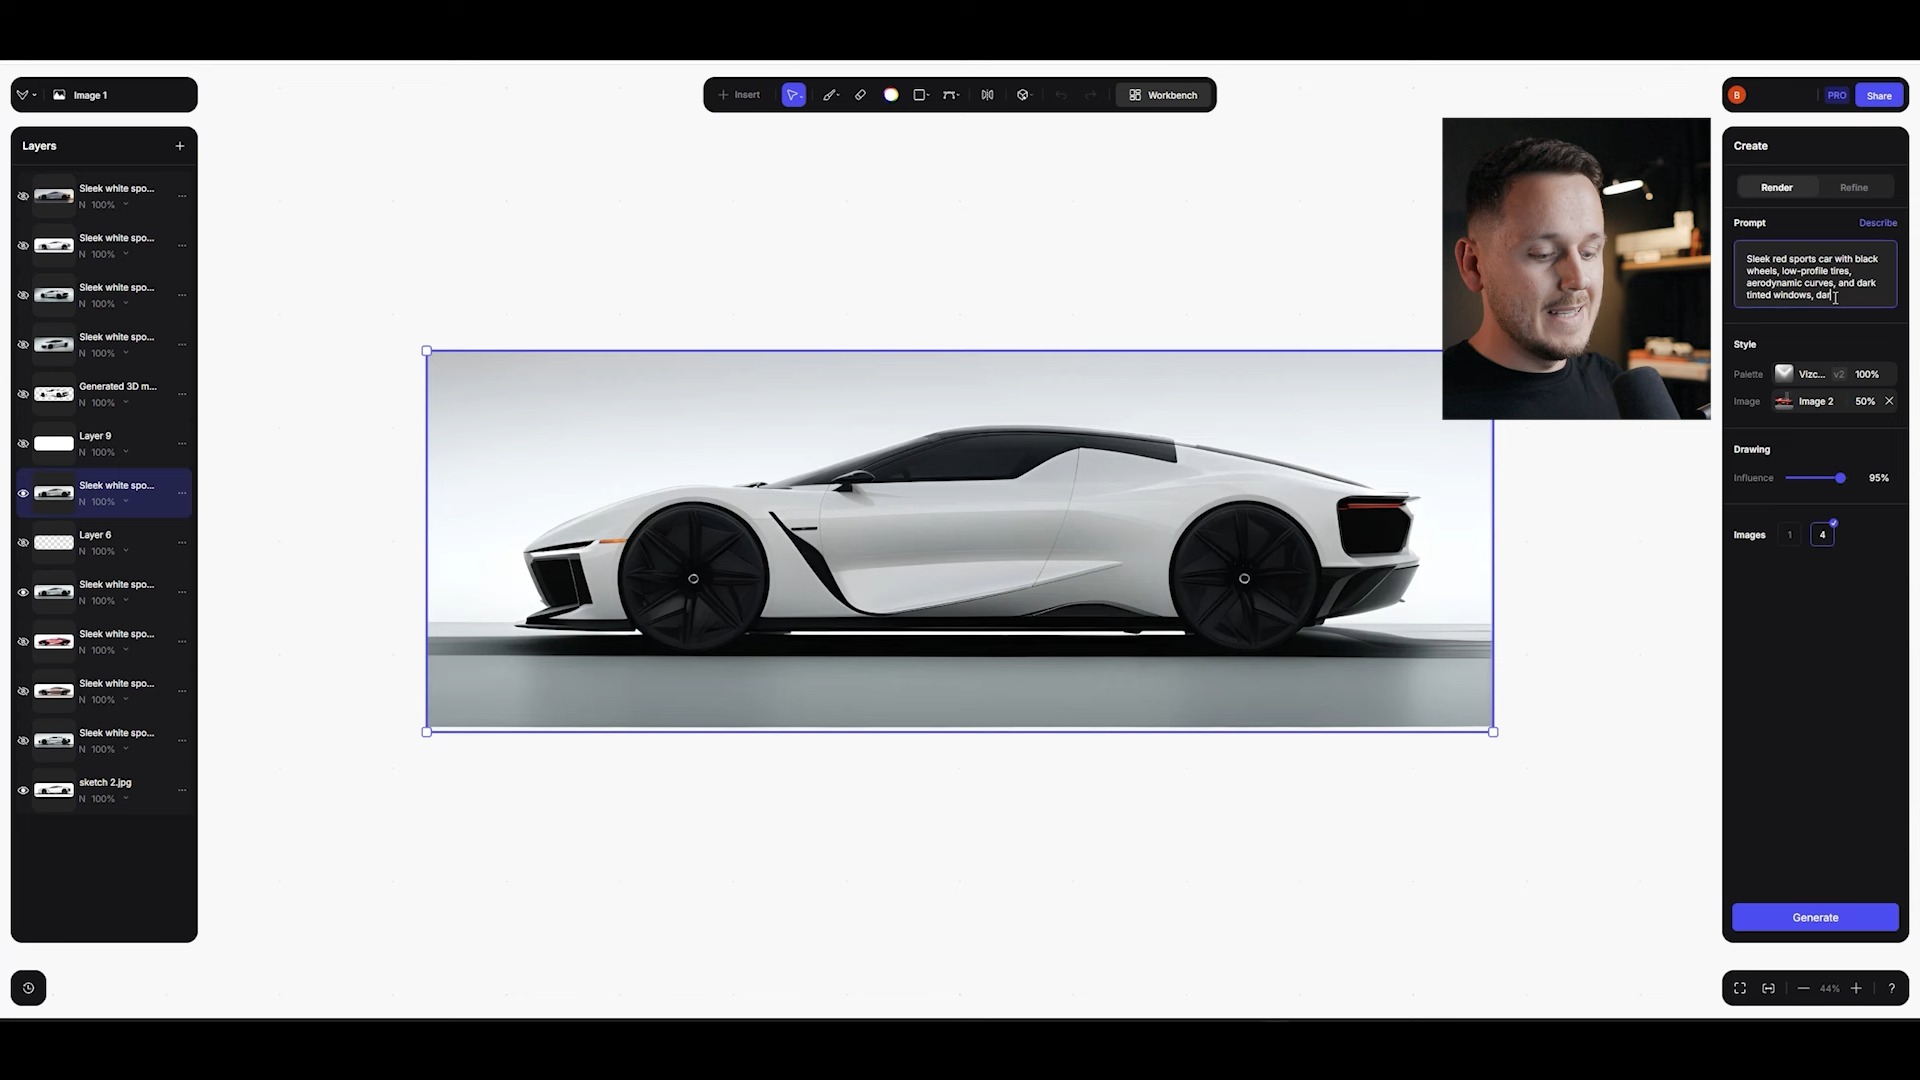 Image 1
Insert
Workbench
B
PRO
Share
Layers
Sleek white spo...
N 100%
Sleek white spo...
N 100%
Sleek white spo...
N 100%
Sleek white spo...
N 100%
Generated 3D m...
N 100%
Layer 9
N 100%
Sleek white spo...
N 100%
Layer 6
N 100%
Sleek white spo...
N 100%
Sleek white spo...
N 100%
Sleek white spo...
N 100%
Sleek white spo...
N 100%
sketch 2.jpg
N 100%
Create
Render
Refine
Prompt
Describe
Sleek red sports car with black
wheels, low-profile tires,
aerodynamic curves, and dark
tinted windows, dar
Style
Palette Vizc... v2 100%
Image Image 2 50%
Drawing
Influence 95%
Images 1 4
Generate
44%
?